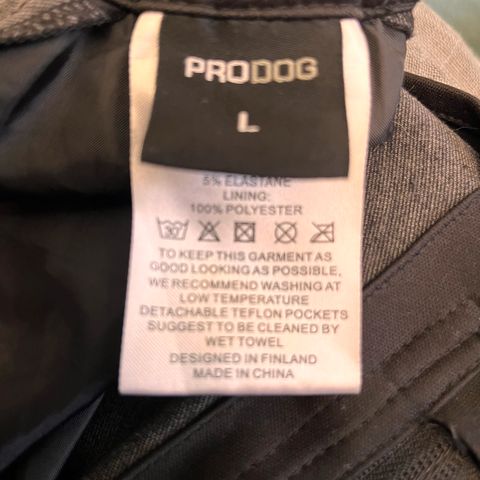 PRODOG
L
5% ELASTANE
LINING:
100% POLYESTER
30
TO KEEP THIS GARMENT AS
GOOD LOOKING AS POSSIBLE,
WE RECOMMEND WASHING AT
LOW TEMPERATURE
DETACHABLE TEFLON POCKETS
SUGGEST TO BE CLEANED BY
WET TOWEL
DESIGNED IN FINLAND
MADE IN CHINA